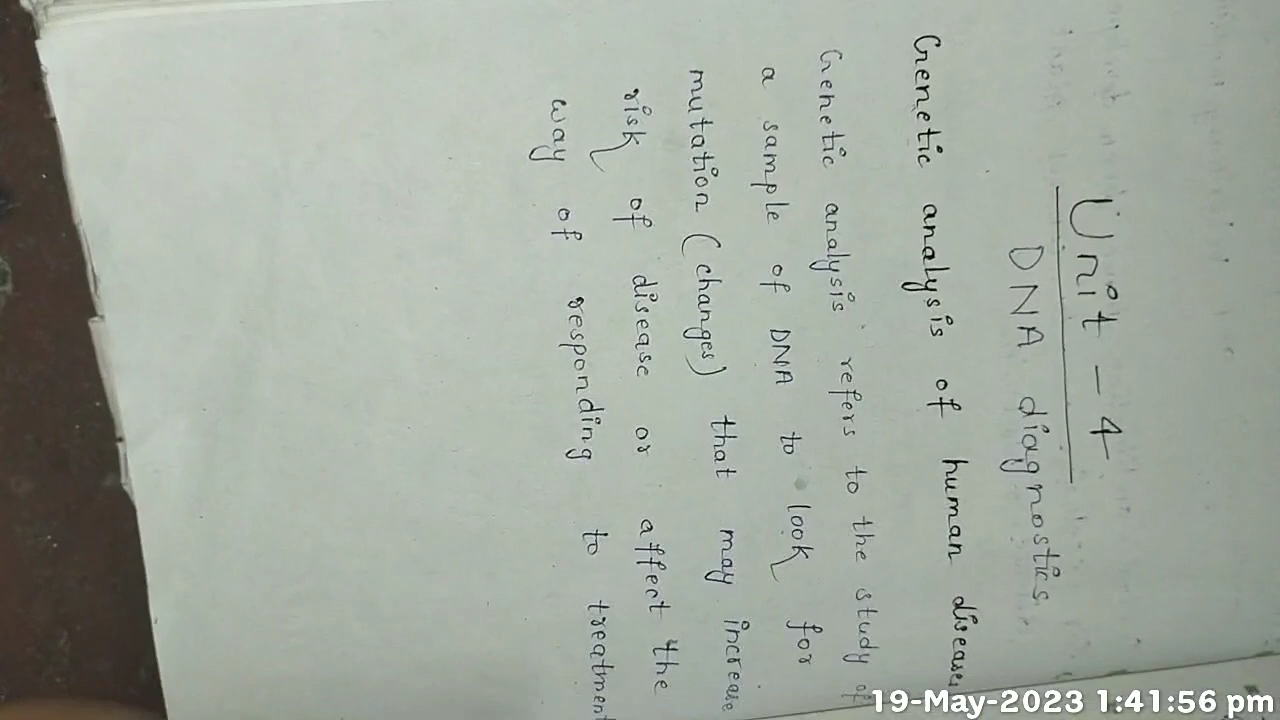 Unit - 4
DNA diagnostics
Genetic analysis of human diseases
Genetic analysis refers to the study of
a sample of DNA to look for
mutation (changes) that may increase
risk of disease or affect the
way of responding to treatment
19-May-2023 1:41:56 pm